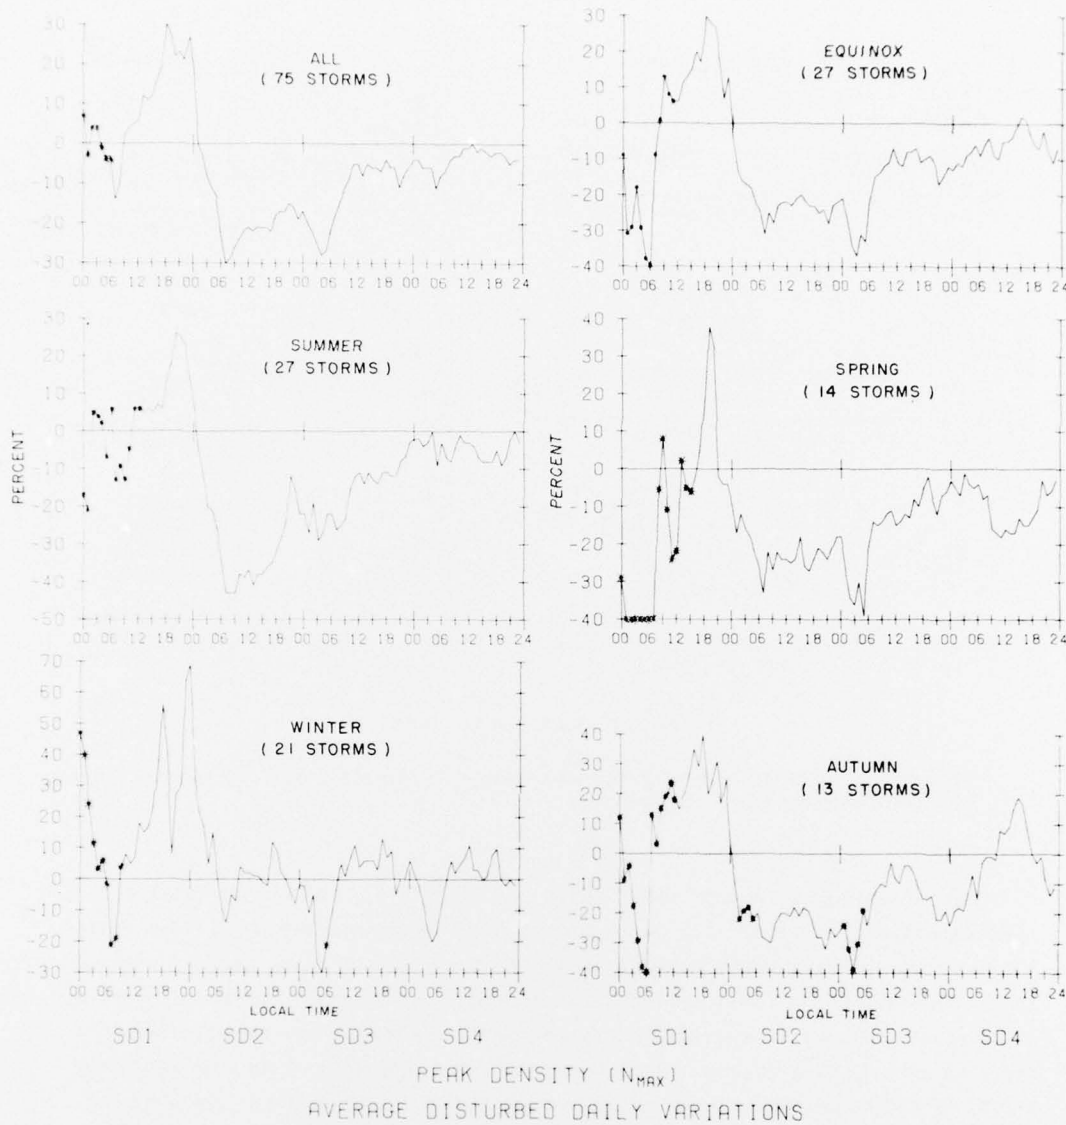 ALL
( 75 STORMS )
30
20
10
0
-10
-20
-30
00 06 12 18 00 06 12 18 00 06 12 18 00 06 12 18 24
EQUINOX
( 27 STORMS )
30
20
10
0
-10
-20
-30
-40
00 06 12 18 00 06 12 18 00 06 12 18 00 06 12 18 24
SUMMER
( 27 STORMS )
PERCENT
30
20
10
0
-10
-20
-30
-40
-50
00 06 12 18 00 06 12 18 00 06 12 18 00 06 12 18 24
SPRING
( 14 STORMS )
PERCENT
40
30
20
10
0
-10
-20
-30
-40
00 06 12 18 00 06 12 18 00 06 12 18 00 06 12 18 24
WINTER
( 21 STORMS )
70
60
50
40
30
20
10
0
-10
-20
-30
00 06 12 18 00 06 12 18 00 06 12 18 00 06 12 18 24
LOCAL TIME
SD1 SD2 SD3 SD4
AUTUMN
( 13 STORMS )
40
30
20
10
0
-10
-20
-30
-40
00 06 12 18 00 06 12 18 00 06 12 18 00 06 12 18 24
LOCAL TIME
SD1 SD2 SD3 SD4
PEAK DENSITY (NMAX)
AVERAGE DISTURBED DAILY VARIATIONS